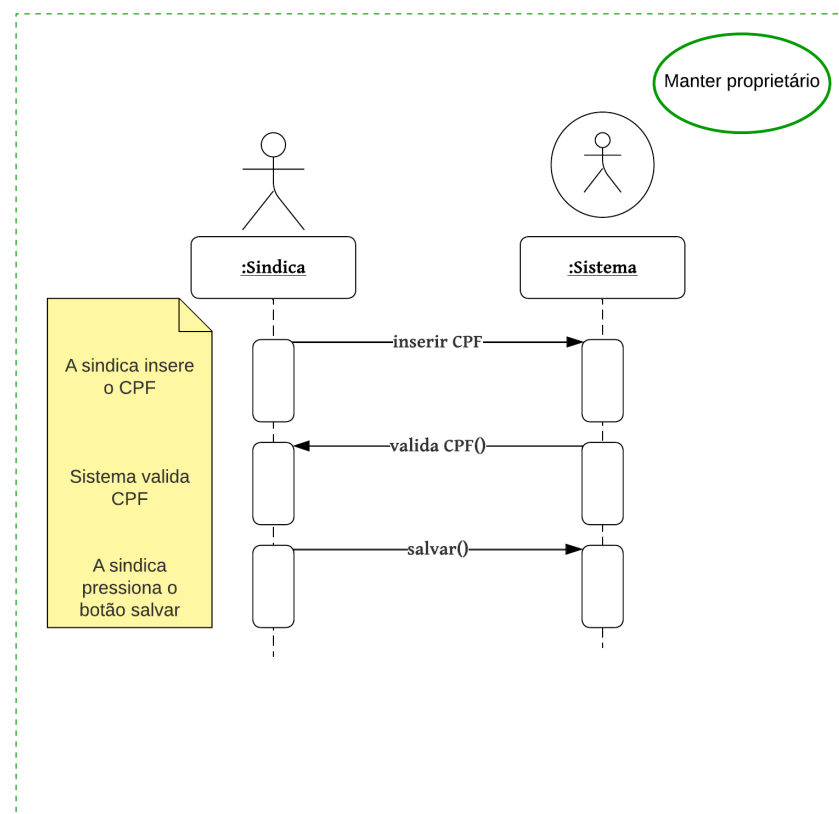 Manter proprietário
:Sindica
:Sistema
inserir CPF
A sindica insere
o CPF
valida CPF()
Sistema valida
CPF
salvar()
A sindica
pressiona o
botão salvar